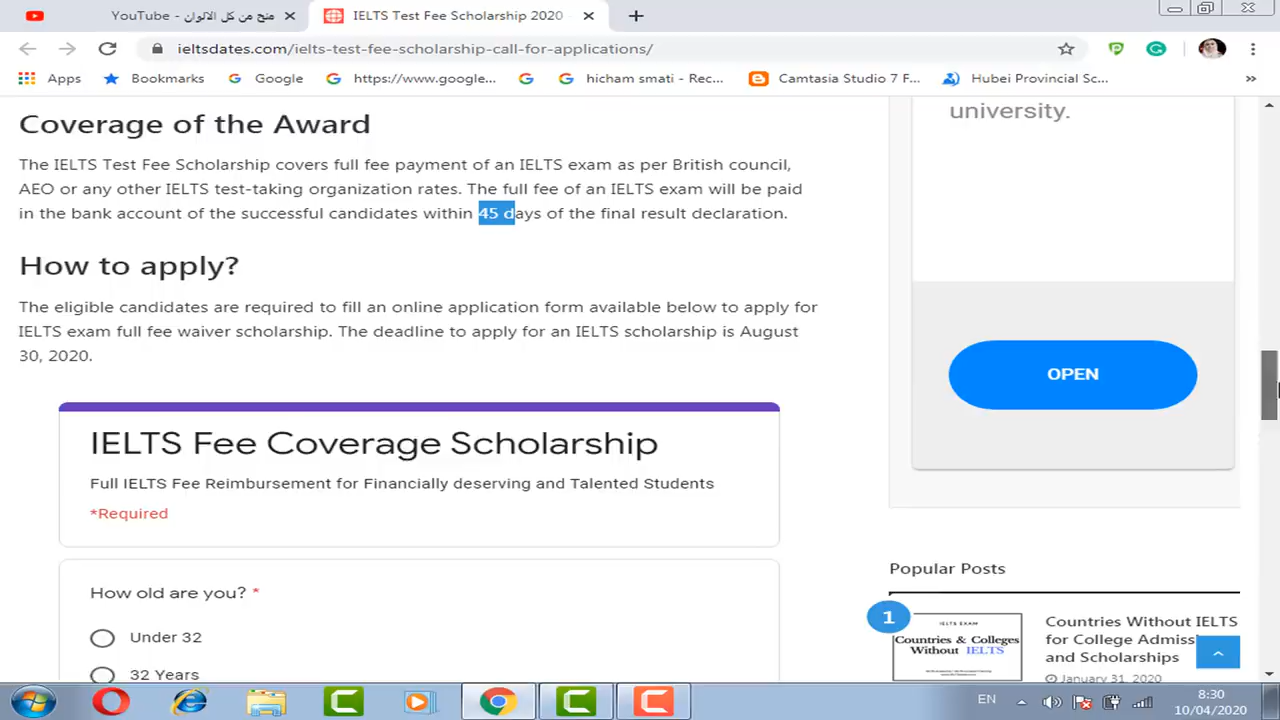 YouTube - منح من كل الالوان
IELTS Test Fee Scholarship 2020
ieltsdates.com/ielts-test-fee-scholarship-call-for-applications/
Apps
Bookmarks
Google
https://www.google...
hicham smati - Rec...
Camtasia Studio 7 F...
Hubei Provincial Sc...
»
Coverage of the Award
The IELTS Test Fee Scholarship covers full fee payment of an IELTS exam as per British council,
AEO or any other IELTS test-taking organization rates. The full fee of an IELTS exam will be paid
in the bank account of the successful candidates within 45 days of the final result declaration.
How to apply?
The eligible candidates are required to fill an online application form available below to apply for
IELTS exam full fee waiver scholarship. The deadline to apply for an IELTS scholarship is August
30, 2020.
IELTS Fee Coverage Scholarship
Full IELTS Fee Reimbursement for Financially deserving and Talented Students
*Required
How old are you? *
Under 32
32 Years
university.
OPEN
Popular Posts
1
IELTS EXAM
Countries & Colleges
Without IELTS
Countries Without IELTS
for College Admiss
and Scholarships
January 31, 2020
EN
8:30
10/04/2020